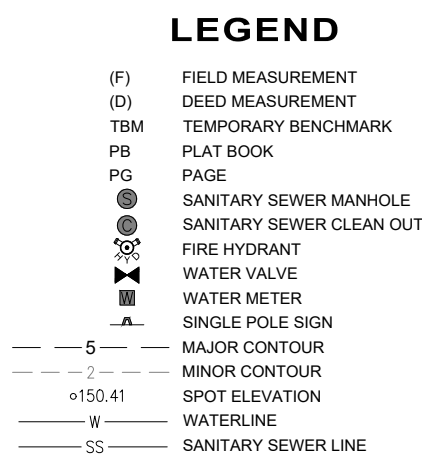 LEGEND
(F) FIELD MEASUREMENT
(D) DEED MEASUREMENT
TBM TEMPORARY BENCHMARK
PB PLAT BOOK
PG PAGE
S SANITARY SEWER MANHOLE
C SANITARY SEWER CLEAN OUT
HYD FIRE HYDRANT
WATER VALVE
W WATER METER
SINGLE POLE SIGN
5 MAJOR CONTOUR
2 MINOR CONTOUR
150.41 SPOT ELEVATION
W WATERLINE
SS SANITARY SEWER LINE